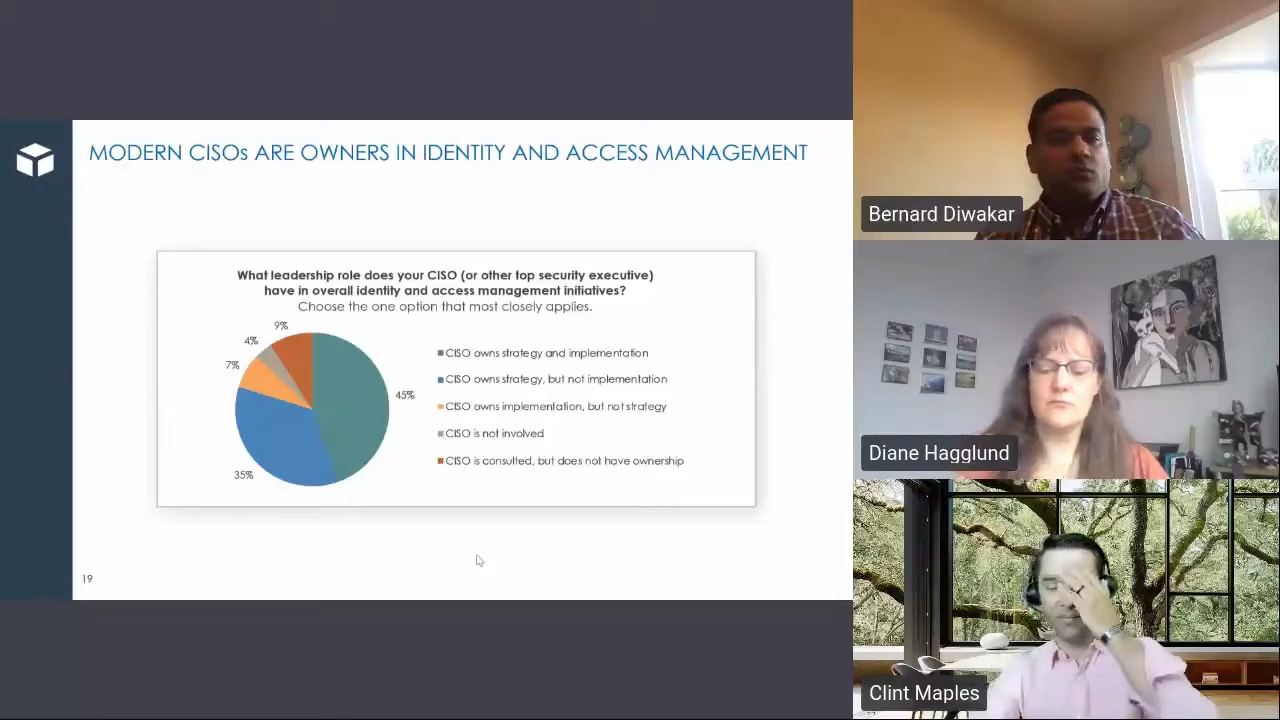 MODERN CISOs ARE OWNERS IN IDENTITY AND ACCESS MANAGEMENT
What leadership role does your CISO (or other top security executive)
have in overall identity and access management initiatives?
Choose the one option that most closely applies.
9%
4%
7%
45%
35%
CISO owns strategy and implementation
CISO owns strategy, but not implementation
CISO owns implementation, but not strategy
CISO is not involved
CISO is consulted, but does not have ownership
19
Bernard Diwakar
Diane Hagglund
Clint Maples